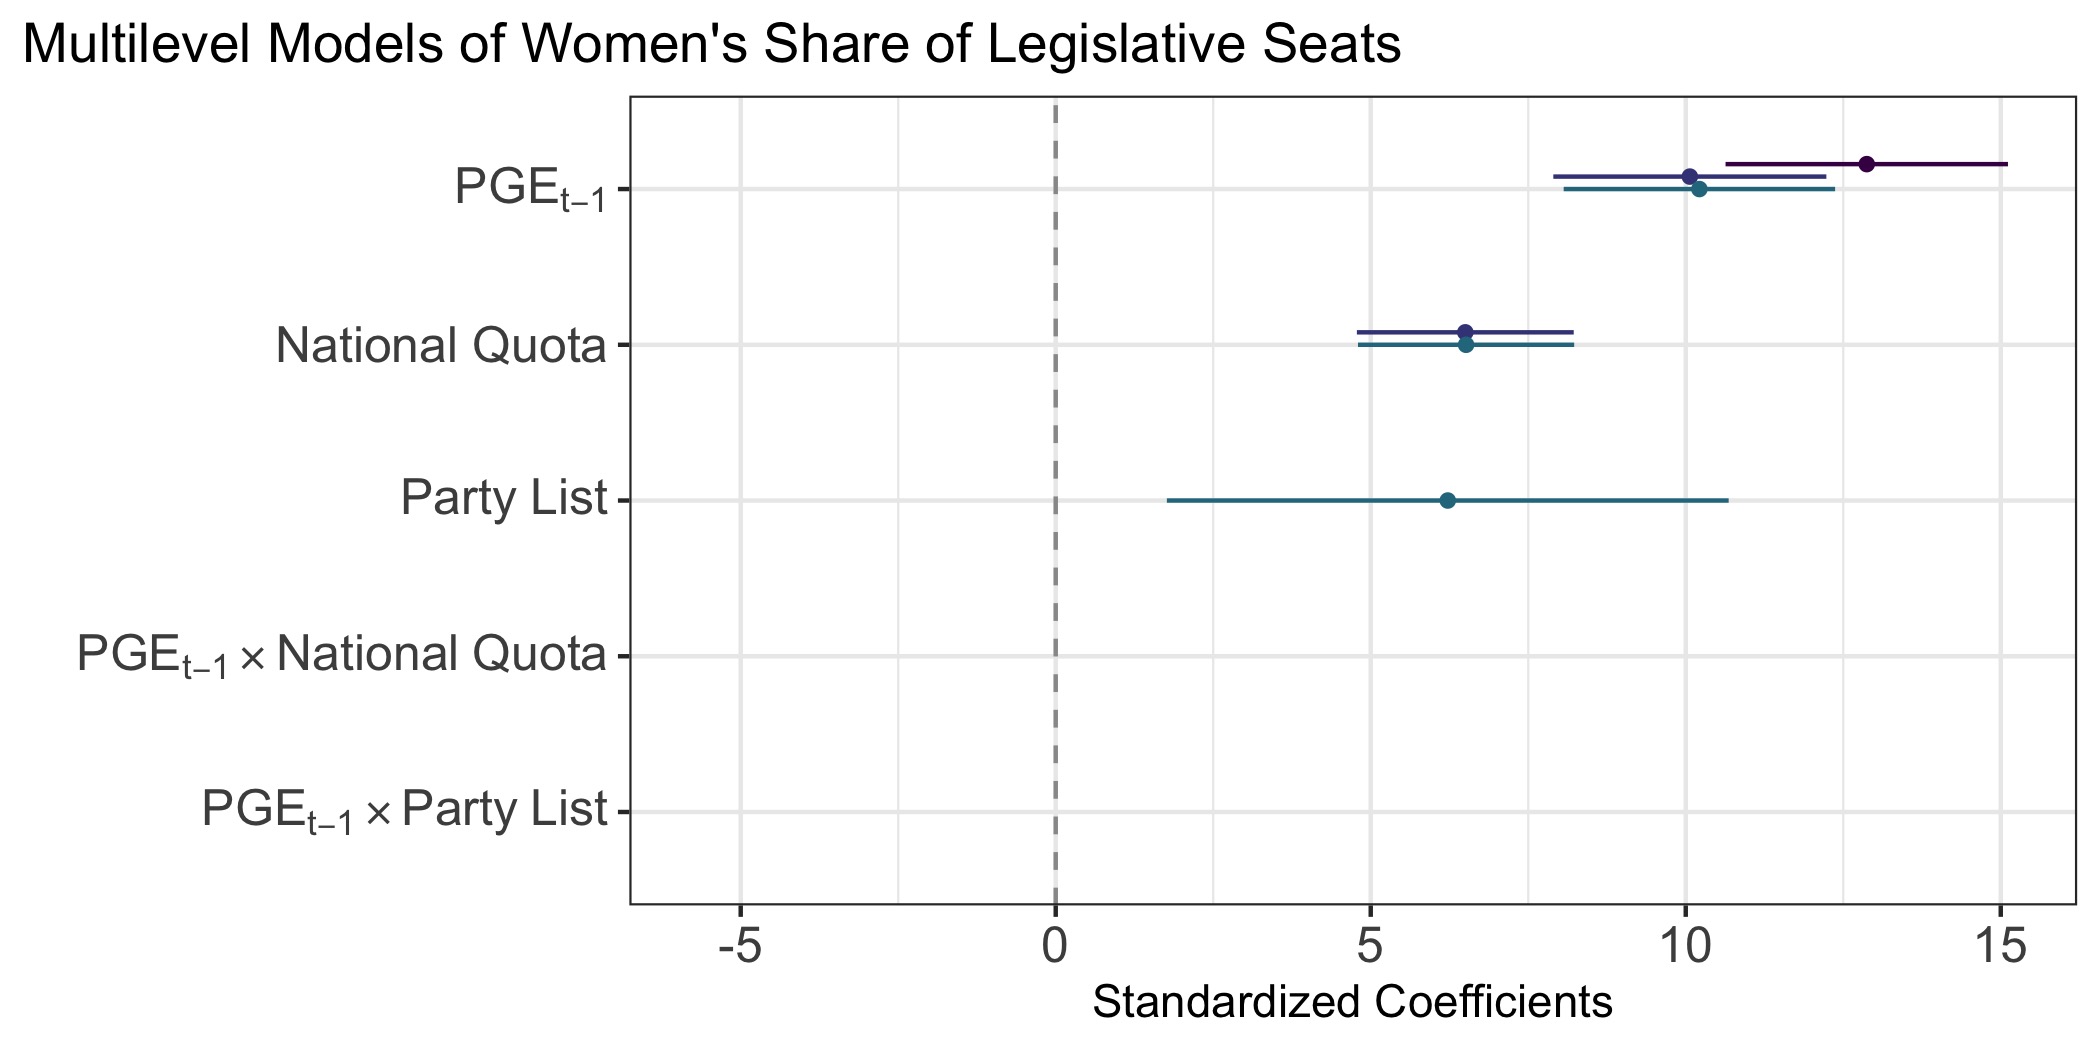 Multilevel Models of Women's Share of Legislative Seats
PGEt−1
National Quota
Party List
PGEt−1 × National Quota
PGEt−1 × Party List
-5 0 5 10 15
Standardized Coefficients